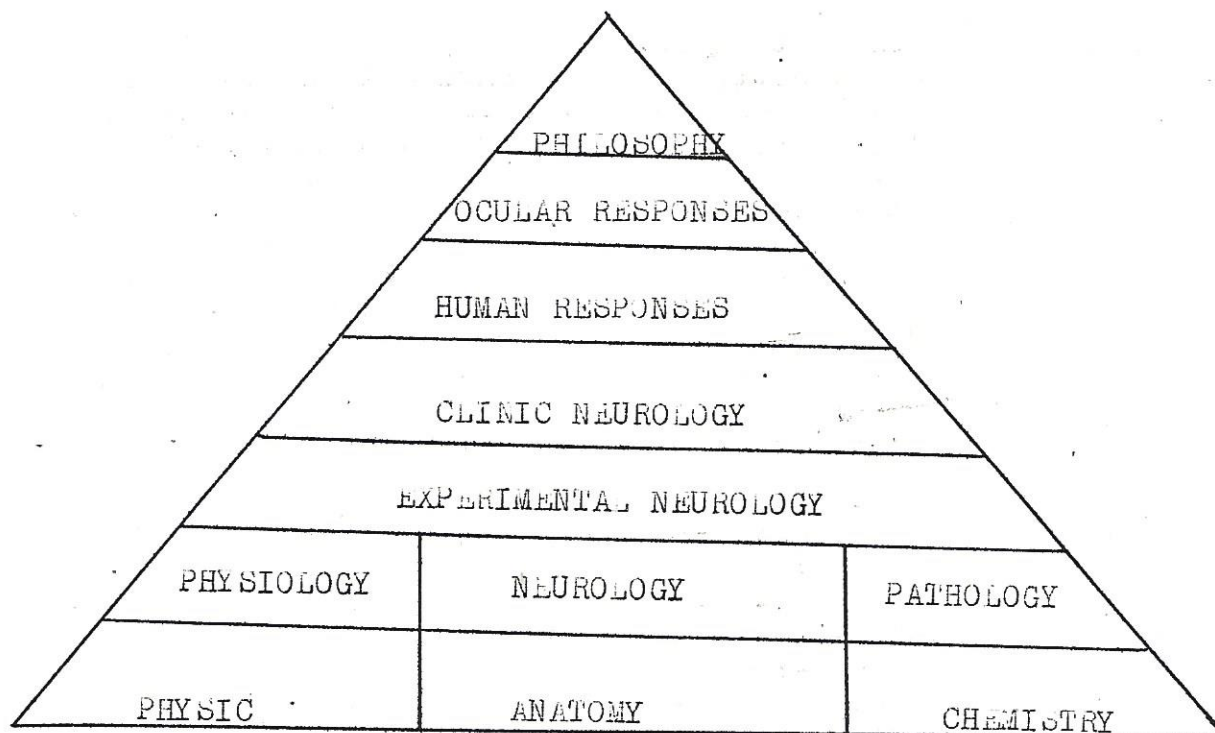 PHILOSOPHY
OCULAR RESPONSES
HUMAN RESPONSES
CLINIC NEUROLOGY
EXPERIMENTAL NEUROLOGY
PHYSIOLOGY NEUROLOGY PATHOLOGY
PHYSIC ANATOMY CHEMISTRY